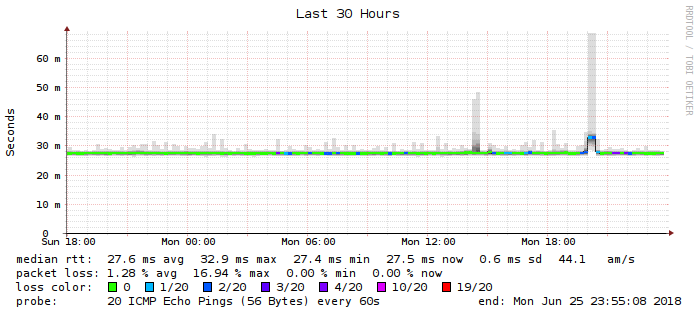 Last 30 Hours
RRDTOOL / TOBI OETIKER
Seconds
60 m
50 m
40 m
30 m
20 m
10 m
0
Sun 18:00 Mon 00:00 Mon 06:00 Mon 12:00 Mon 18:00
median rtt: 27.6 ms avg 32.9 ms max 27.4 ms min 27.5 ms now 0.6 ms sd 44.1 am/s
packet loss: 1.28 % avg 16.94 % max 0.00 % min 0.00 % now
loss color: 0 1/20 2/20 3/20 4/20 10/20 19/20
probe: 20 ICMP Echo Pings (56 Bytes) every 60s end: Mon Jun 25 23:55:08 2018